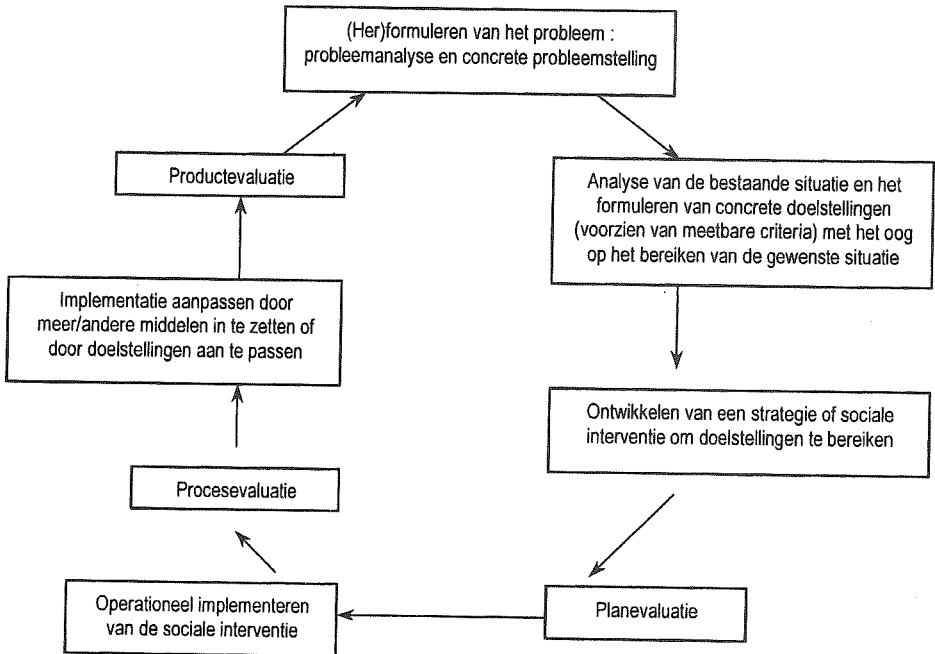 (Her)formuleren van het probleem :
probleemanalyse en concrete probleemstelling
Analyse van de bestaande situatie en het
formuleren van concrete doelstellingen
(voorzien van meetbare criteria) met het oog
op het bereiken van de gewenste situatie
Ontwikkelen van een strategie of sociale
interventie om doelstellingen te bereiken
Planevaluatie
Operationeel implementeren
van de sociale interventie
Procesevaluatie
Implementatie aanpassen door
meer/andere middelen in te zetten of
door doelstellingen aan te passen
Productevaluatie